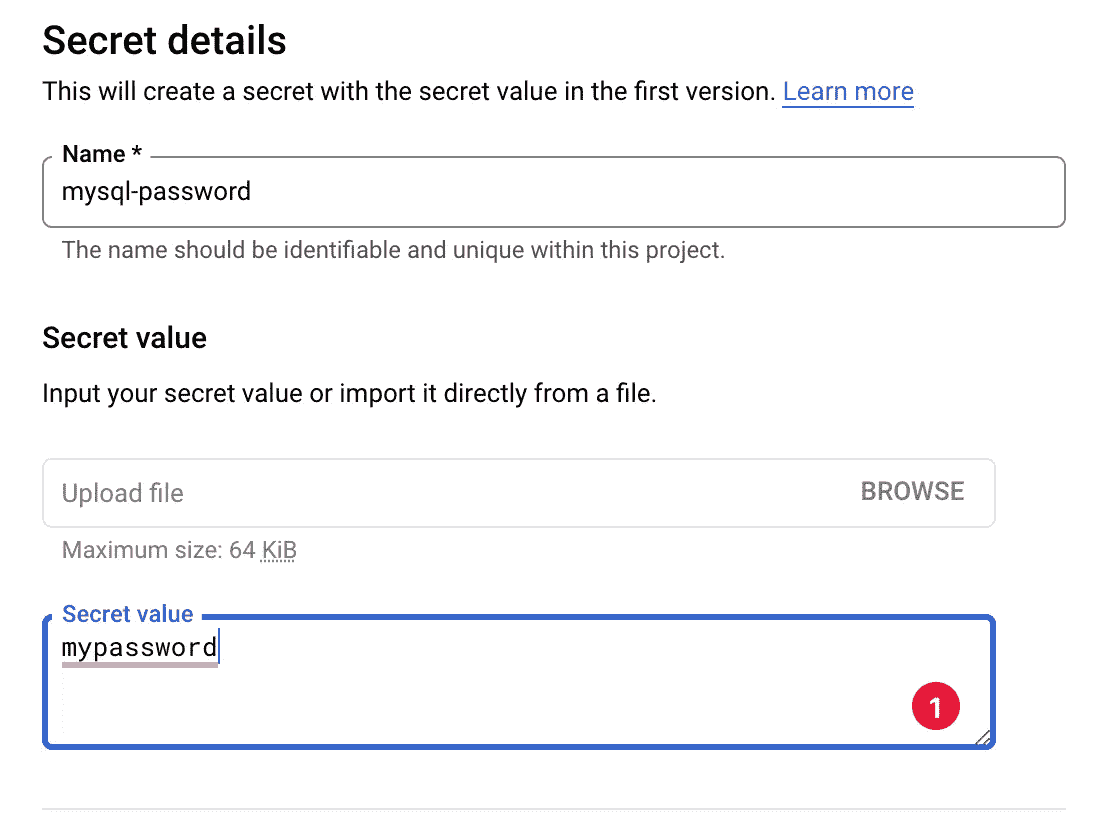 Secret details
This will create a secret with the secret value in the first version. Learn more
Name *
mysql-password
The name should be identifiable and unique within this project.
Secret value
Input your secret value or import it directly from a file.
Upload file BROWSE
Maximum size: 64 KiB
Secret value
mypassword
1